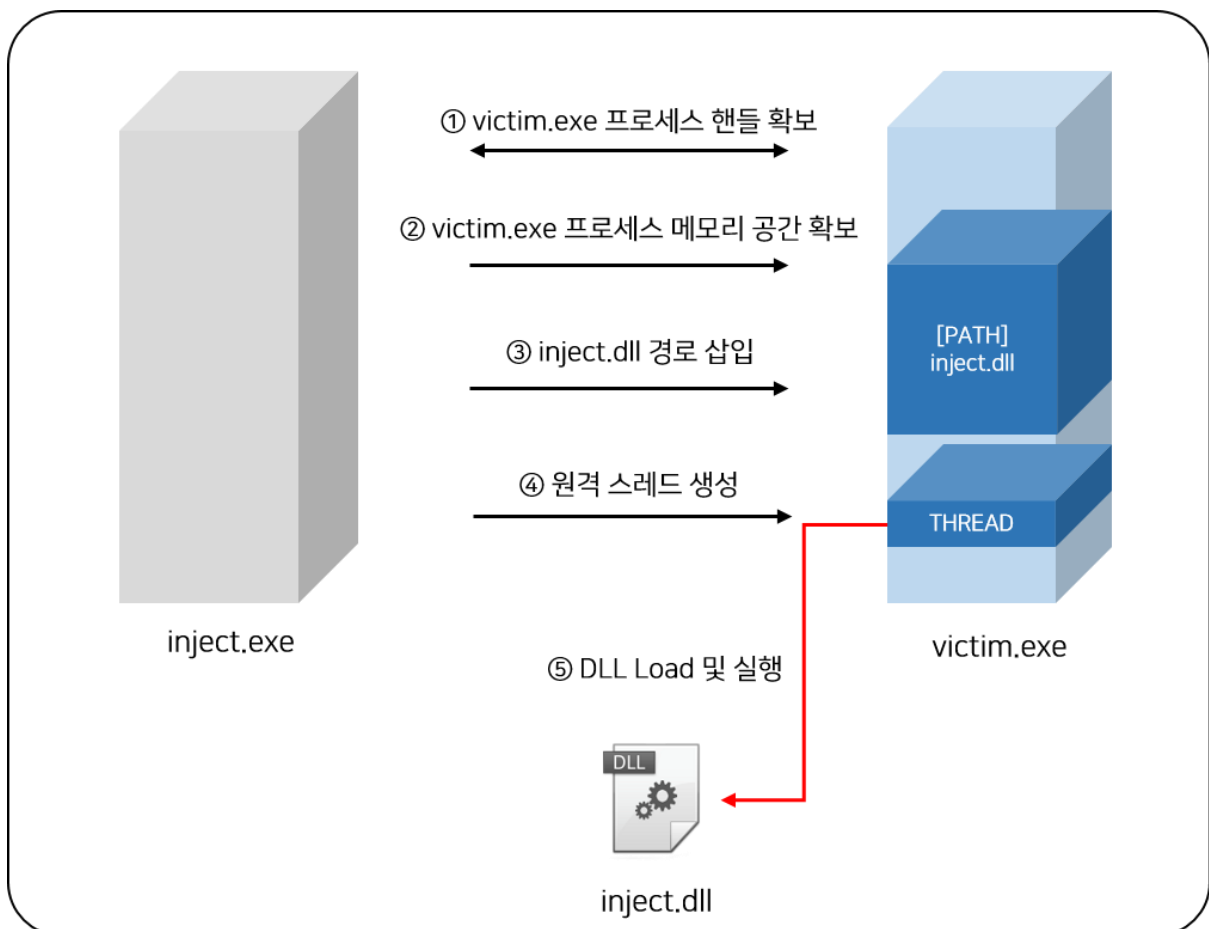 ① victim.exe 프로세스 핸들 확보
② victim.exe 프로세스 메모리 공간 확보
[PATH]
inject.dll
③ inject.dll 경로 삽입
④ 원격 스레드 생성
THREAD
inject.exe
victim.exe
⑤ DLL Load 및 실행
DLL
inject.dll